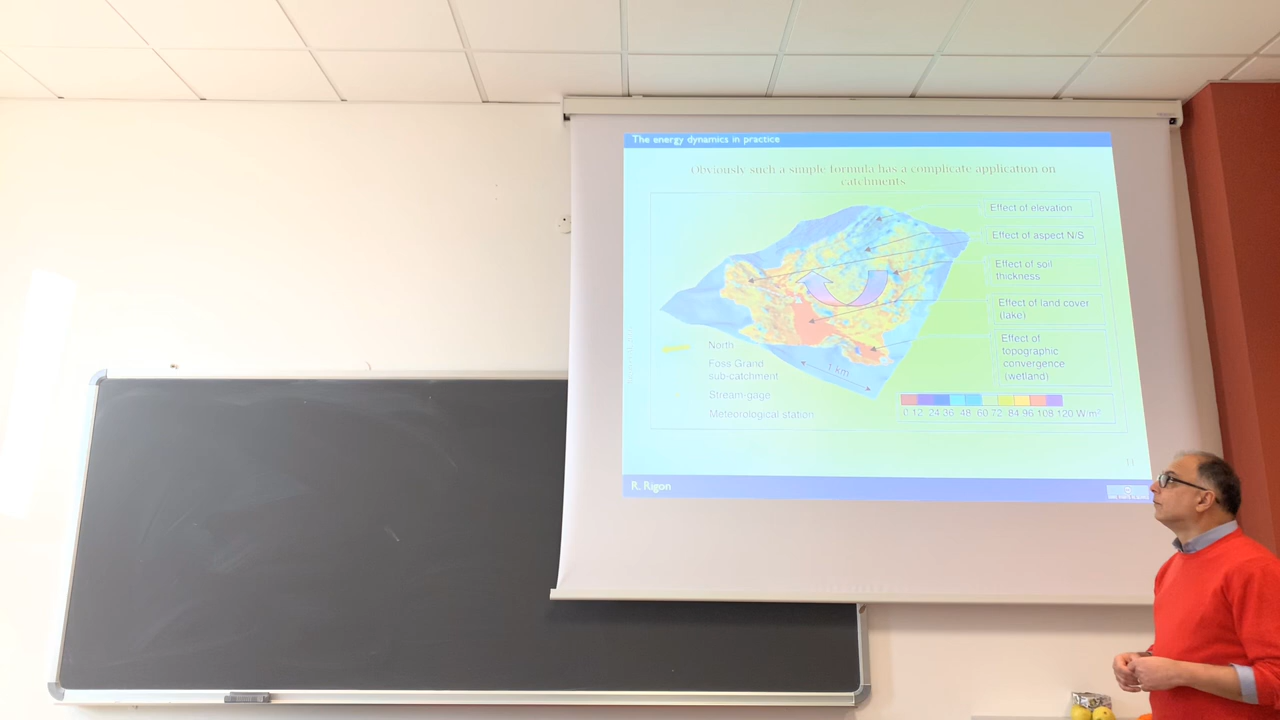 The energy dynamics in practice
Obviously such a simple formula has a complicate application on
catchments
Effect of elevation
Effect of aspect N/S
Effect of soil
thickness
Effect of land cover
(lake)
Effect of
topographic
convergence
(wetland)
North
Foss Grand
sub-catchment
Stream-gage
Meteorological station
1 km
0 12 24 36 48 60 72 84 96 108 120 W/m²
11
R. Rigon